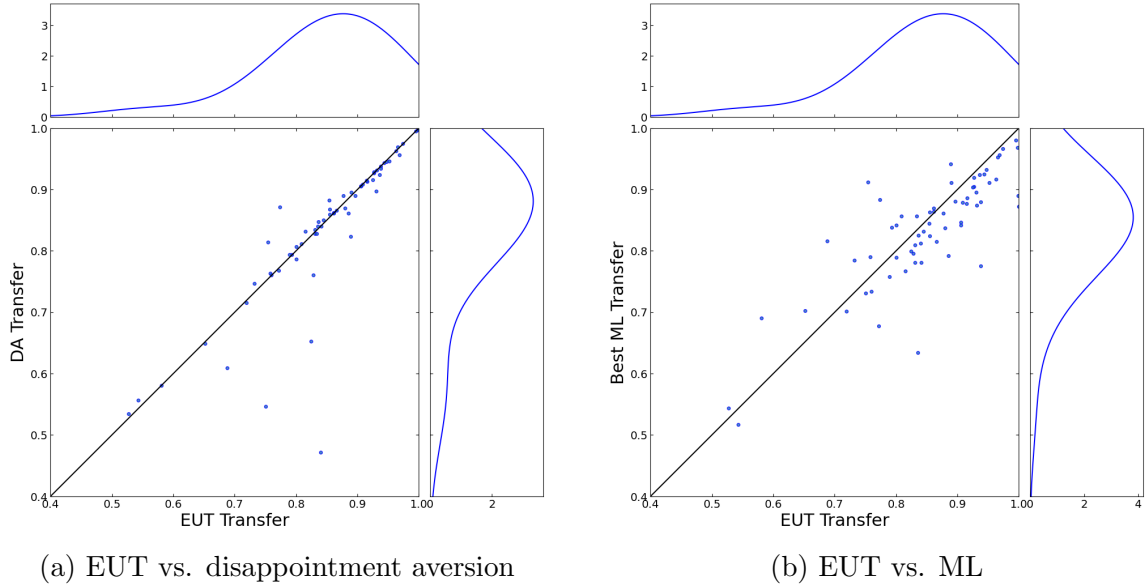 3
2
1
0
3
2
1
0
1.0
0.9
0.8
0.7
0.6
0.5
0.4
DA Transfer
0.4 0.5 0.6 0.7 0.8 0.9 1.0
EUT Transfer
0 2
1.0
0.9
0.8
0.7
0.6
0.5
0.4
Best ML Transfer
0.4 0.5 0.6 0.7 0.8 0.9 1.0
EUT Transfer
0 2 4
(a) EUT vs. disappointment aversion
(b) EUT vs. ML